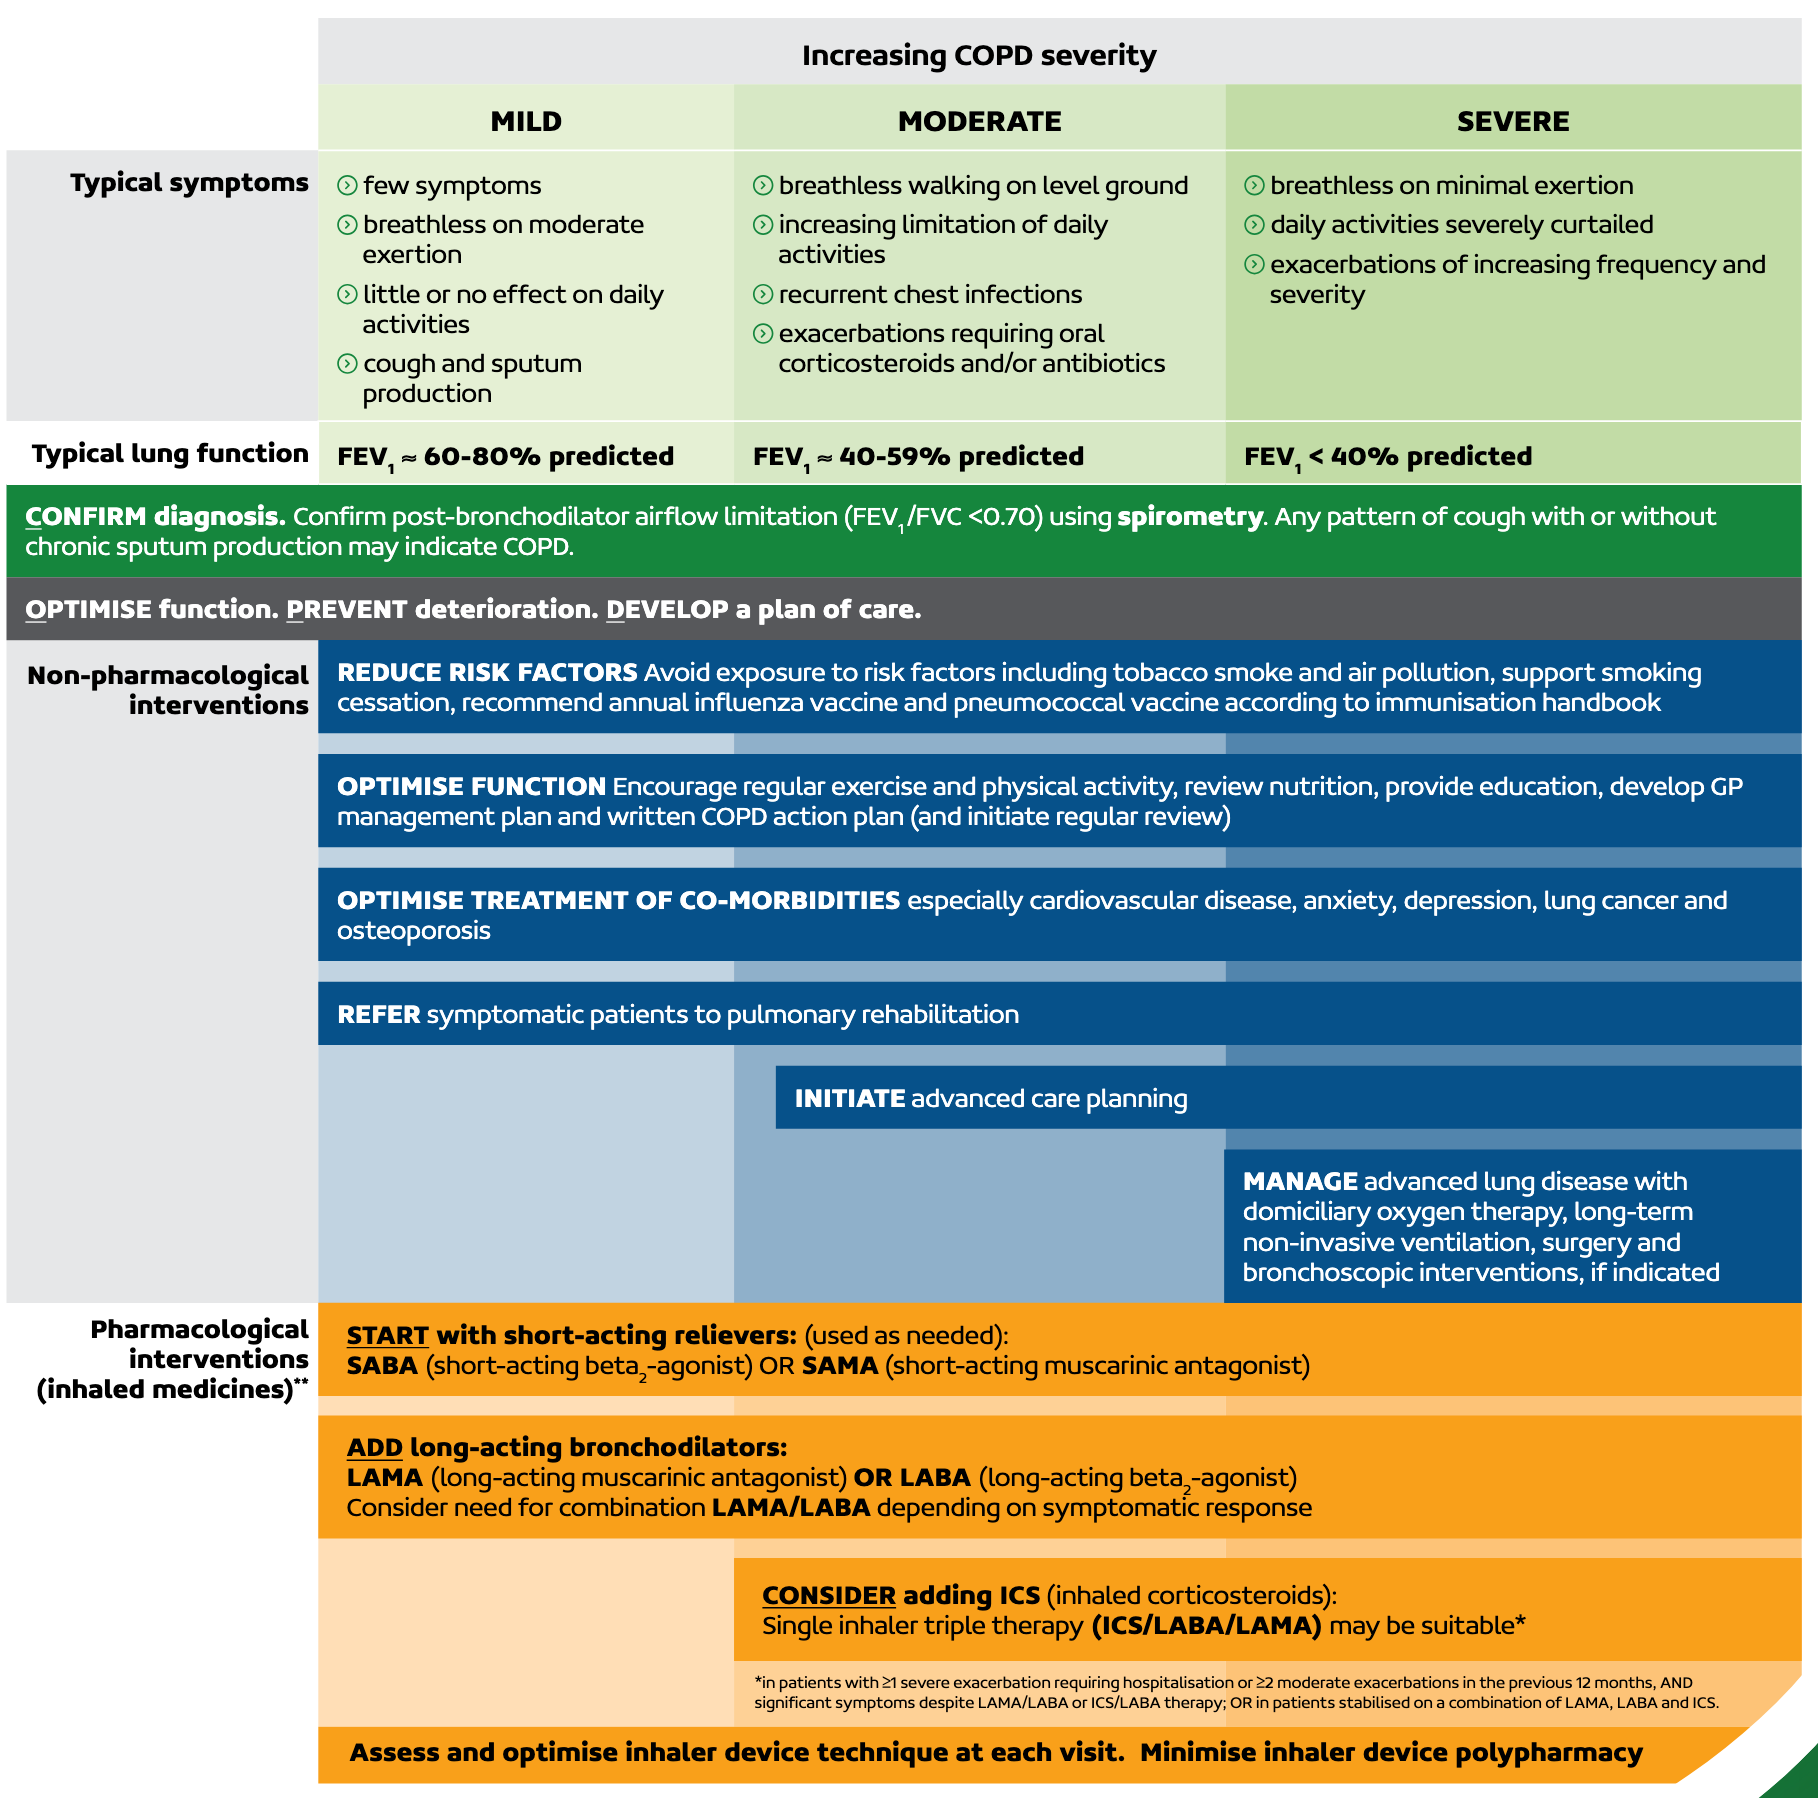 Increasing COPD severity
MILD
MODERATE
SEVERE
Typical symptoms
few symptoms
breathless on moderate
exertion
little or no effect on daily
activities
cough and sputum
production
breathless walking on level ground
increasing limitation of daily
activities
recurrent chest infections
exacerbations requiring oral
corticosteroids and/or antibiotics
breathless on minimal exertion
daily activities severely curtailed
exacerbations of increasing frequency and
severity
Typical lung function
FEV₁ ≈ 60-80% predicted
FEV₁ ≈ 40-59% predicted
FEV₁ < 40% predicted
CONFIRM diagnosis. Confirm post-bronchodilator airflow limitation (FEV₁/FVC <0.70) using spirometry. Any pattern of cough with or without
chronic sputum production may indicate COPD.
OPTIMISE function. PREVENT deterioration. DEVELOP a plan of care.
Non-pharmacological
interventions
REDUCE RISK FACTORS Avoid exposure to risk factors including tobacco smoke and air pollution, support smoking
cessation, recommend annual influenza vaccine and pneumococcal vaccine according to immunisation handbook
OPTIMISE FUNCTION Encourage regular exercise and physical activity, review nutrition, provide education, develop GP
management plan and written COPD action plan (and initiate regular review)
OPTIMISE TREATMENT OF CO-MORBIDITIES especially cardiovascular disease, anxiety, depression, lung cancer and
osteoporosis
REFER symptomatic patients to pulmonary rehabilitation
INITIATE advanced care planning
MANAGE advanced lung disease with
domiciliary oxygen therapy, long-term
non-invasive ventilation, surgery and
bronchoscopic interventions, if indicated
Pharmacological
interventions
(inhaled medicines)**
START with short-acting relievers: (used as needed):
SABA (short-acting beta₂-agonist) OR SAMA (short-acting muscarinic antagonist)
ADD long-acting bronchodilators:
LAMA (long-acting muscarinic antagonist) OR LABA (long-acting beta₂-agonist)
Consider need for combination LAMA/LABA depending on symptomatic response
CONSIDER adding ICS (inhaled corticosteroids):
Single inhaler triple therapy (ICS/LABA/LAMA) may be suitable*
*in patients with ≥1 severe exacerbation requiring hospitalisation or ≥2 moderate exacerbations in the previous 12 months, AND
significant symptoms despite LAMA/LABA or ICS/LABA therapy; OR in patients stabilised on a combination of LAMA, LABA and ICS.
Assess and optimise inhaler device technique at each visit. Minimise inhaler device polypharmacy